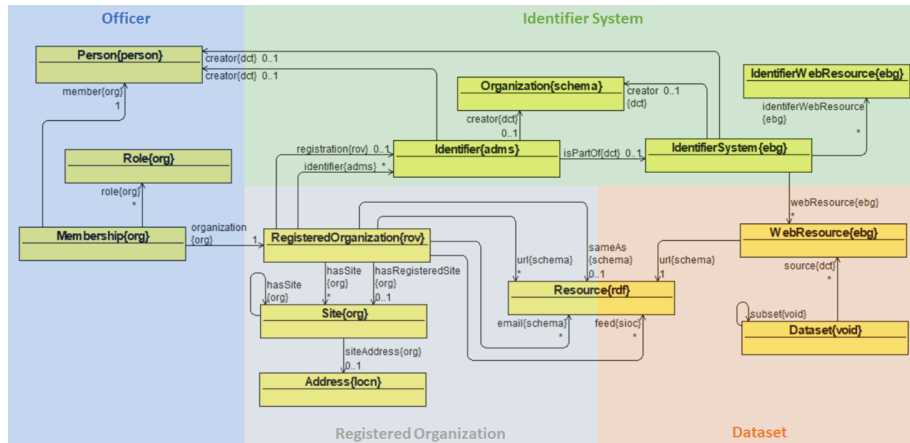 Officer
Identifier System
Person{person}
creator{dct} 0..1
creator{dct} 0..1
member{org}
1
Organization{schema}
creator 0..1
{dct}
IdentifierWebResource{ebg}
creator{dct}
0..1
identiferWebResource
{ebg}
*
registration{rov} 0..1
Identifier{adms}
isPartOf{dct} 0..1
IdentifierSystem{ebg}
Role{org}
identifier{adms} *
role{org}
*
webResource{ebg}
*
Membership{org}
organization
{org}
1
RegisteredOrganization{rov}
WebResource{ebg}
hasSite
{org}
hasSite
{org}
*
hasRegisteredSite
{org}
0..1
url{schema}
*
sameAs
{schema}
0..1
url{schema}
1
source{dct}
*
Resource{rdf}
Site{org}
email{schema}
*
feed{sioc}
*
subset{void}
Dataset{void}
siteAddress{org}
0..1
Address{locn}
Registered Organization
Dataset